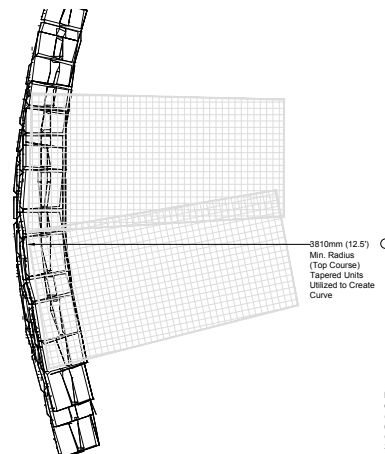 3810mm (12.5')
Min. Radius
(Top Course)
Tapered Units
Utilized to Create
Curve